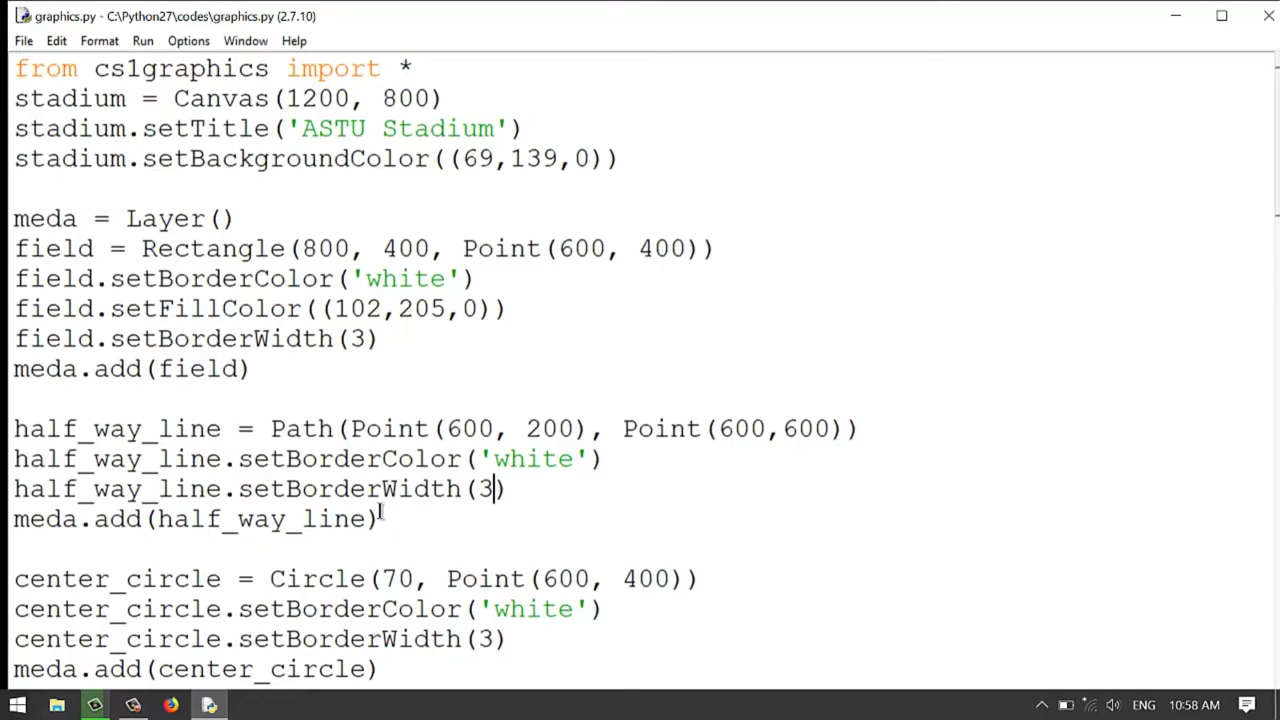 graphics.py - C:\Python27\codes\graphics.py (2.7.10)
File Edit Format Run Options Window Help
from cs1graphics import *
stadium = Canvas(1200, 800)
stadium.setTitle('ASTU Stadium')
stadium.setBackgroundColor((69,139,0))
meda = Layer()
field = Rectangle(800, 400, Point(600, 400))
field.setBorderColor('white')
field.setFillColor((102,205,0))
field.setBorderWidth(3)
meda.add(field)
half_way_line = Path(Point(600, 200), Point(600,600))
half_way_line.setBorderColor('white')
half_way_line.setBorderWidth(3)
meda.add(half_way_line)
center_circle = Circle(70, Point(600, 400))
center_circle.setBorderColor('white')
center_circle.setBorderWidth(3)
meda.add(center_circle)
ENG 10:58 AM